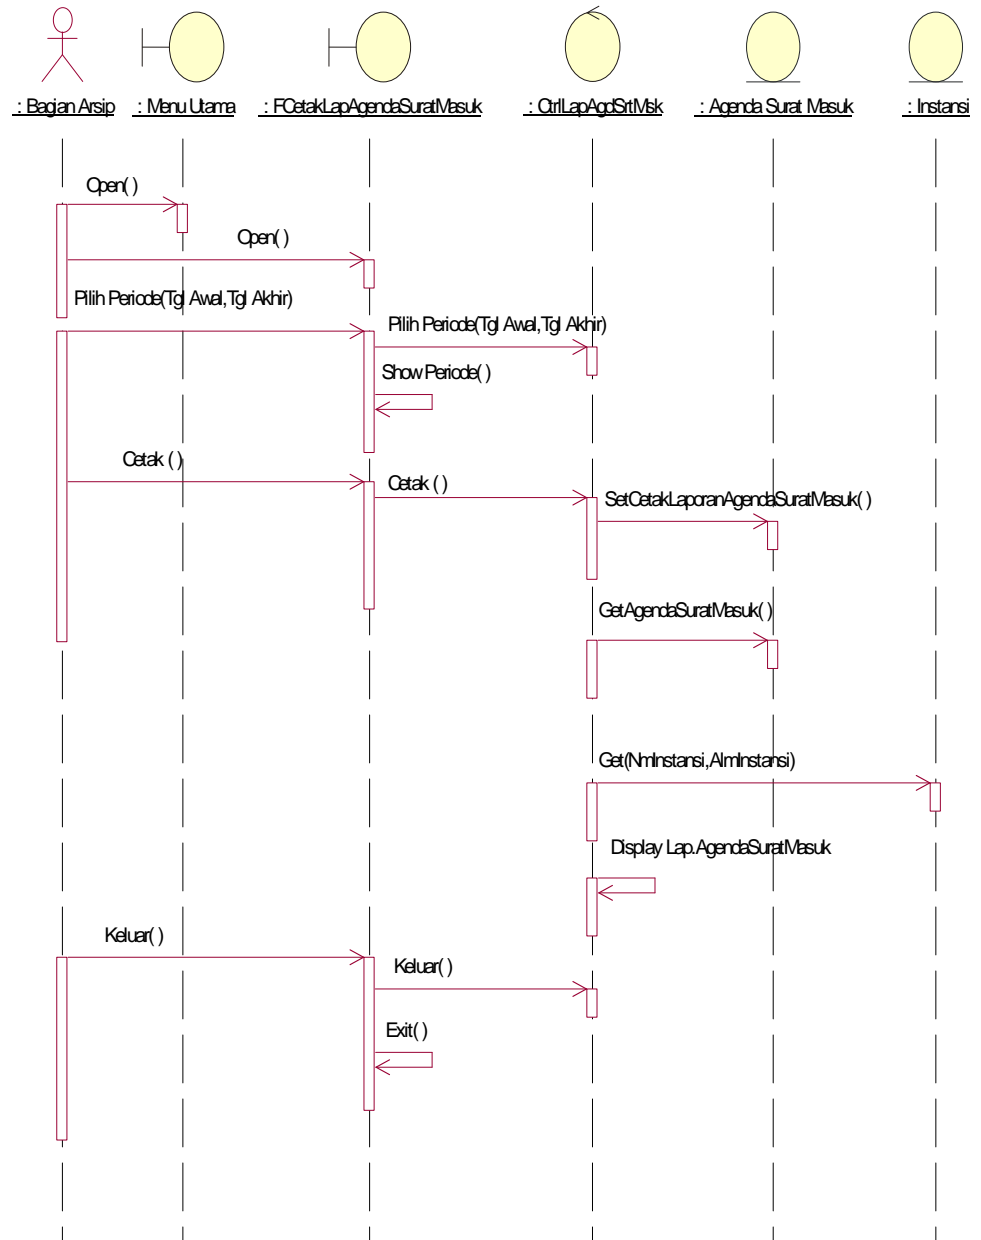 : Bagian Arsip
: Menu Utama
: FCetakLapAgendaSuratMasuk
: CtrlLapAgdSrtMsk
: Agenda Surat Masuk
: Instansi
Open( )
Open( )
Pilih Periode(Tgl Awal,Tgl Akhir)
Pilih Periode(Tgl Awal,Tgl Akhir)
Show Periode( )
Cetak ( )
Cetak ( )
SetCetakLaporanAgendaSuratMasuk( )
GetAgendaSuratMasuk( )
Get(NmInstansi,AlmInstansi)
Display Lap.AgendaSuratMasuk
Keluar( )
Keluar( )
Exit( )